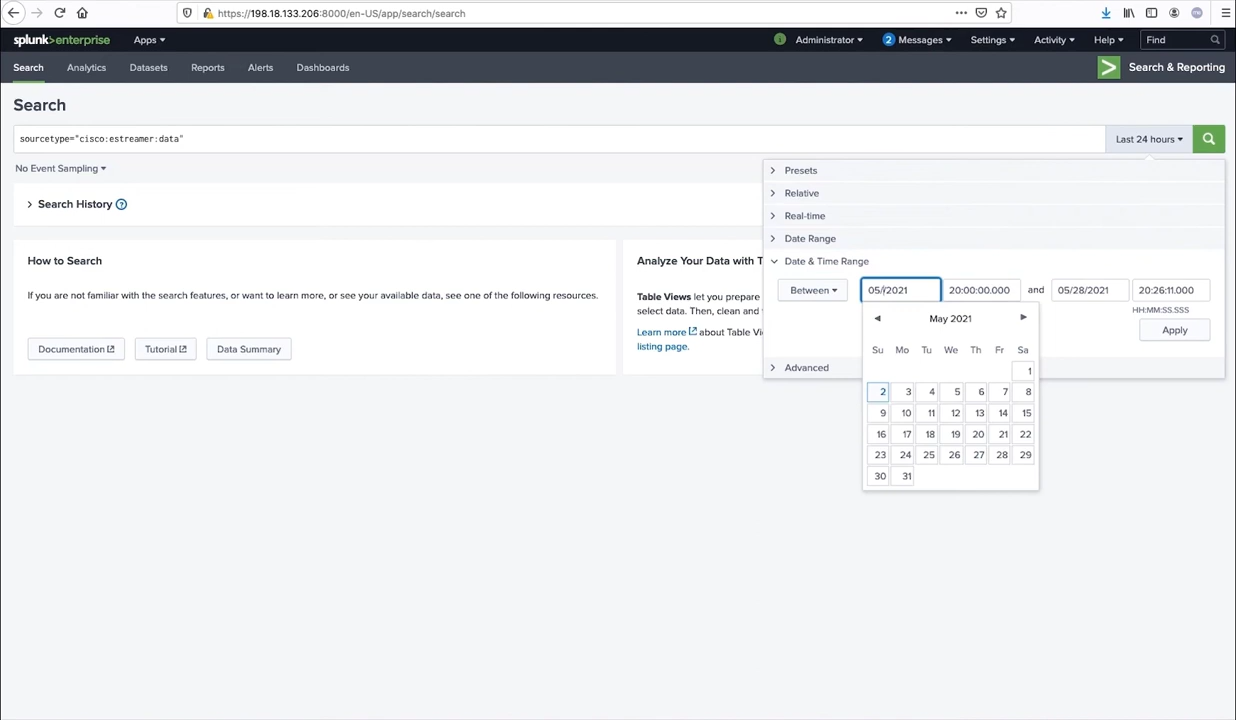 https://198.18.133.206:8000/en-US/app/search/search
splunk>enterprise Apps Administrator 2 Messages Settings Activity Help Find
Search Analytics Datasets Reports Alerts Dashboards > Search & Reporting
Search
sourcetype="cisco:estreamer:data" Last 24 hours
No Event Sampling
Presets
Relative
Search History ?
Real-time
Date Range
How to Search
Analyze Your Data with T
Date & Time Range
If you are not familiar with the search features, or want to learn more, or see your available data, see one of the following resources.
Table Views let you prepare
select data. Then, clean and
Learn more about Table Vi
listing page.
Between 05//2021 20:00:00.000 and 05/28/2021 20:26:11.000
HH:MM:SS.SSS
Apply
Documentation Tutorial Data Summary
May 2021
Su Mo Tu We Th Fr Sa
1
2 3 4 5 6 7 8
9 10 11 12 13 14 15
16 17 18 19 20 21 22
23 24 25 26 27 28 29
30 31
Advanced